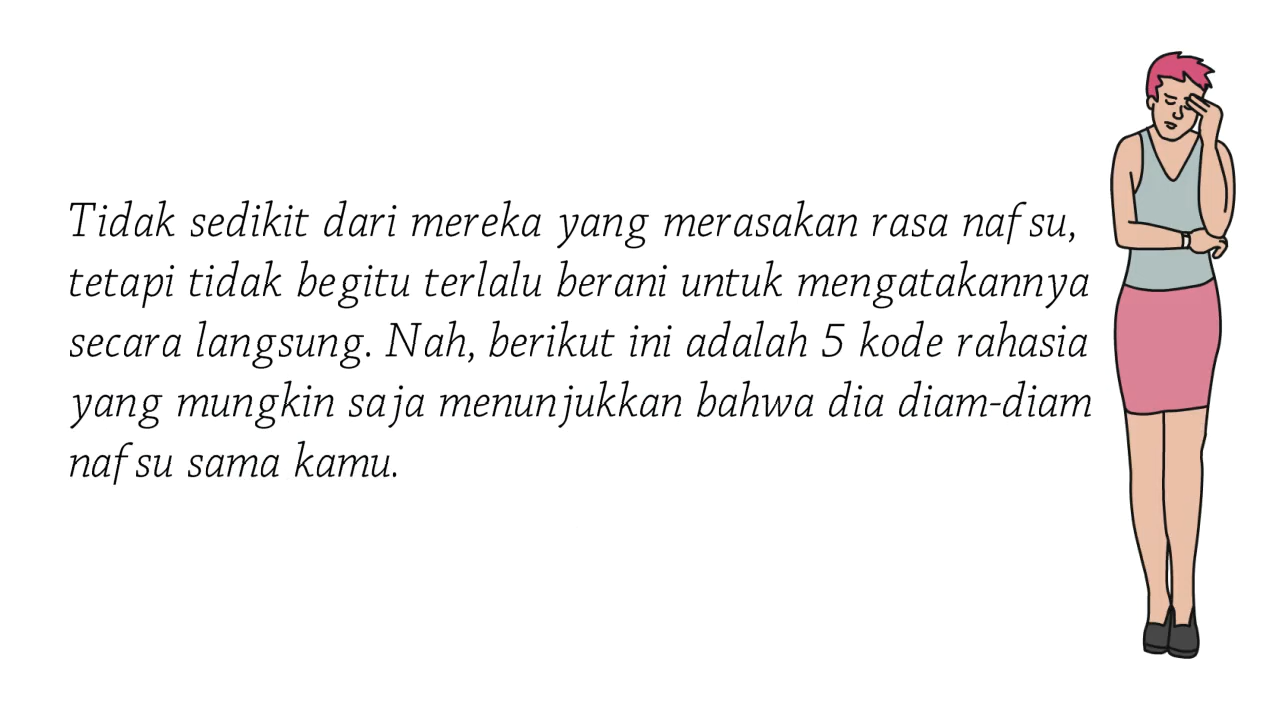 Tidak sedikit dari mereka yang merasakan rasa nafsu,
tetapi tidak begitu terlalu berani untuk mengatakannya
secara langsung. Nah, berikut ini adalah 5 kode rahasia
yang mungkin saja menunjukkan bahwa dia diam-diam
nafsu sama kamu.